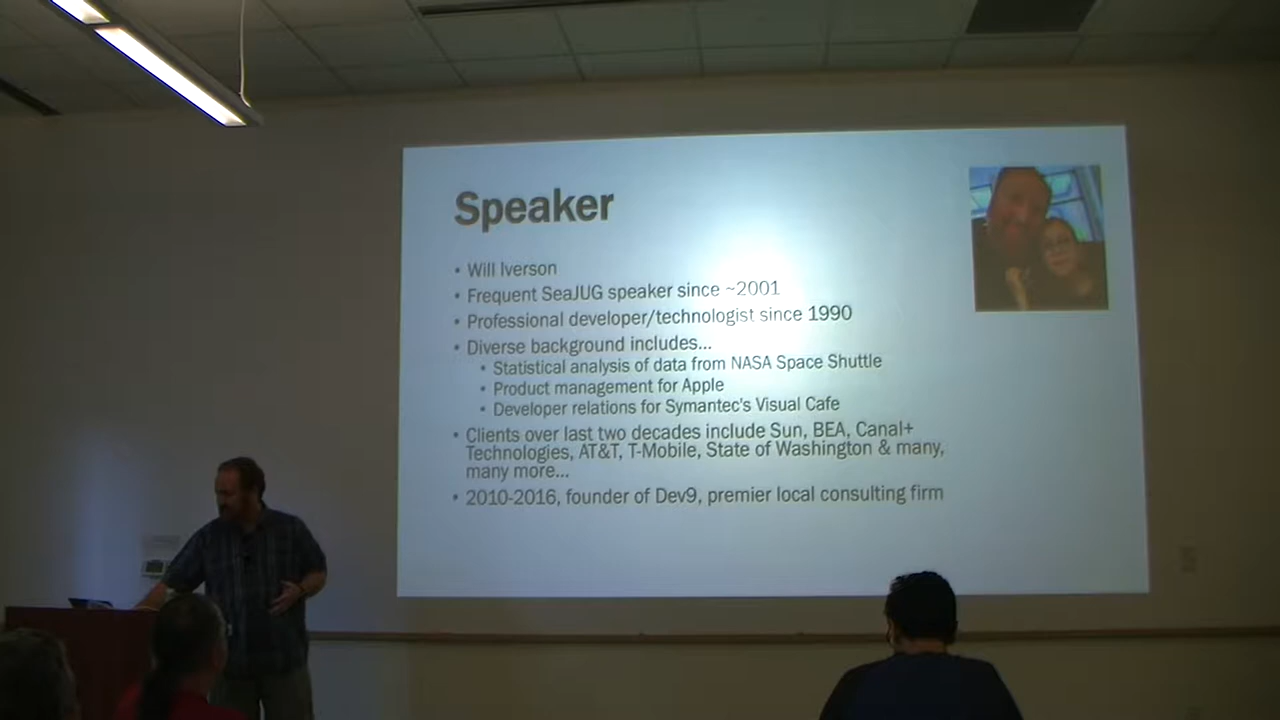 Speaker
• Will Iverson
• Frequent SeaJUG speaker since ~2001
• Professional developer/technologist since 1990
• Diverse background includes...
• Statistical analysis of data from NASA Space Shuttle
• Product management for Apple
• Developer relations for Symantec's Visual Cafe
• Clients over last two decades include Sun, BEA, Canal+
Technologies, AT&T, T-Mobile, State of Washington & many,
many more...
• 2010-2016, founder of Dev9, premier local consulting firm